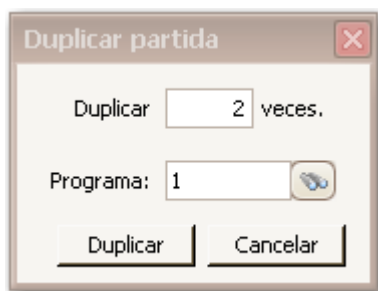 Duplicar partida
Duplicar 2 veces.
Programa: 1
Duplicar Cancelar